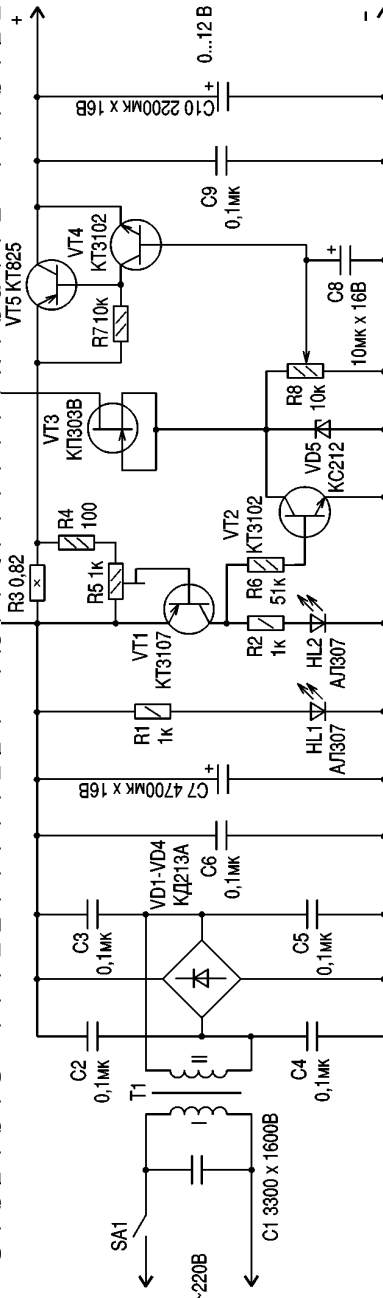 SA1
~220В
C1 3300 х 1600В
T1
I
II
C2
0,1мк
C3
0,1мк
C4
0,1мк
C5
0,1мк
VD1-VD4
КД213А
C6
0,1мк
C7 4700мк х 16В
+
R1
1к
HL1
АЛ307
R2
1к
HL2
АЛ307
VT1
КТ3107
R3 0,82
R4
100
R5 1к
R6
51к
VT2
КТ3102
VT3
КП303В
VD5
КС212
R7 10к
R8
10к
VT5 КТ825
VT4
КТ3102
C8
10мк х 16В
+
C9
0,1мк
C10 2200мк х 16В
+
0...12 В
+
-